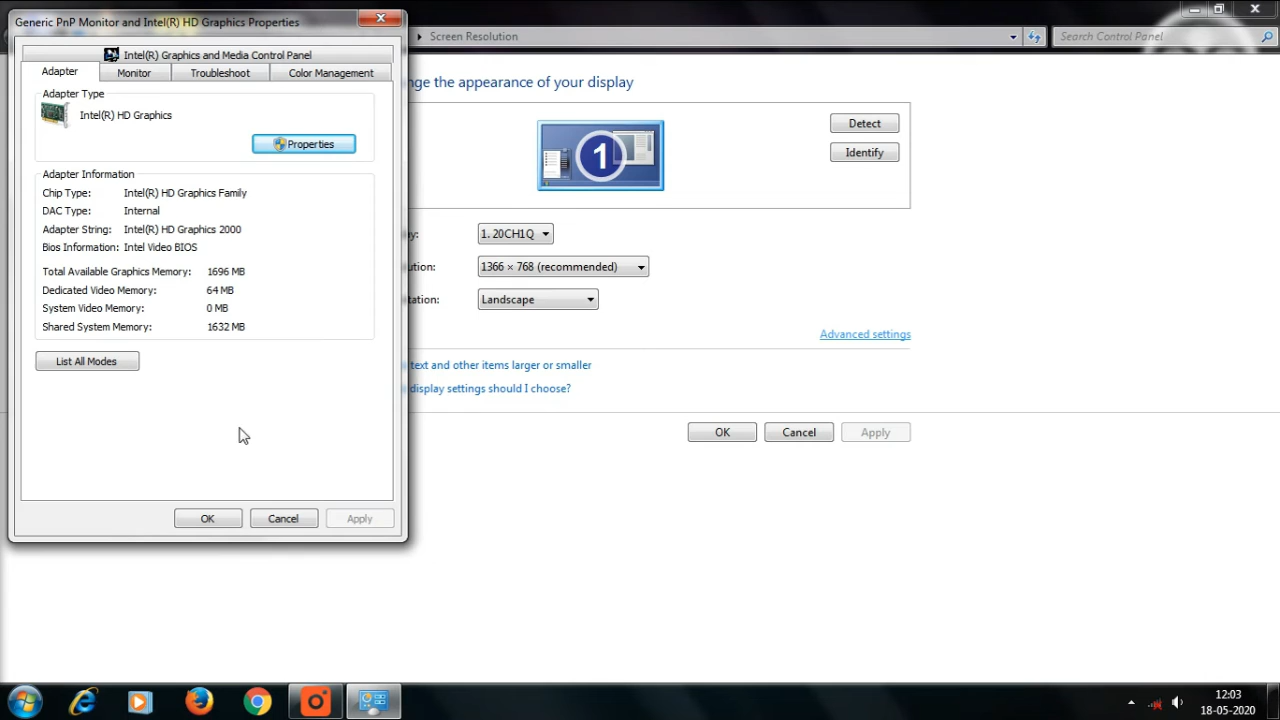 Generic PnP Monitor and Intel(R) HD Graphics Properties
Intel(R) Graphics and Media Control Panel
Adapter
Monitor
Troubleshoot
Color Management
Adapter Type
Intel(R) HD Graphics
Properties
Adapter Information
Chip Type: Intel(R) HD Graphics Family
DAC Type: Internal
Adapter String: Intel(R) HD Graphics 2000
Bios Information: Intel Video BIOS
Total Available Graphics Memory: 1696 MB
Dedicated Video Memory: 64 MB
System Video Memory: 0 MB
Shared System Memory: 1632 MB
List All Modes
OK
Cancel
Apply
Screen Resolution
Search Control Panel
nge the appearance of your display
1
Detect
Identify
ay: 1. 20CH1Q
ution: 1366 × 768 (recommended)
tation: Landscape
Advanced settings
text and other items larger or smaller
display settings should I choose?
OK
Cancel
Apply
12:03
18-05-2020